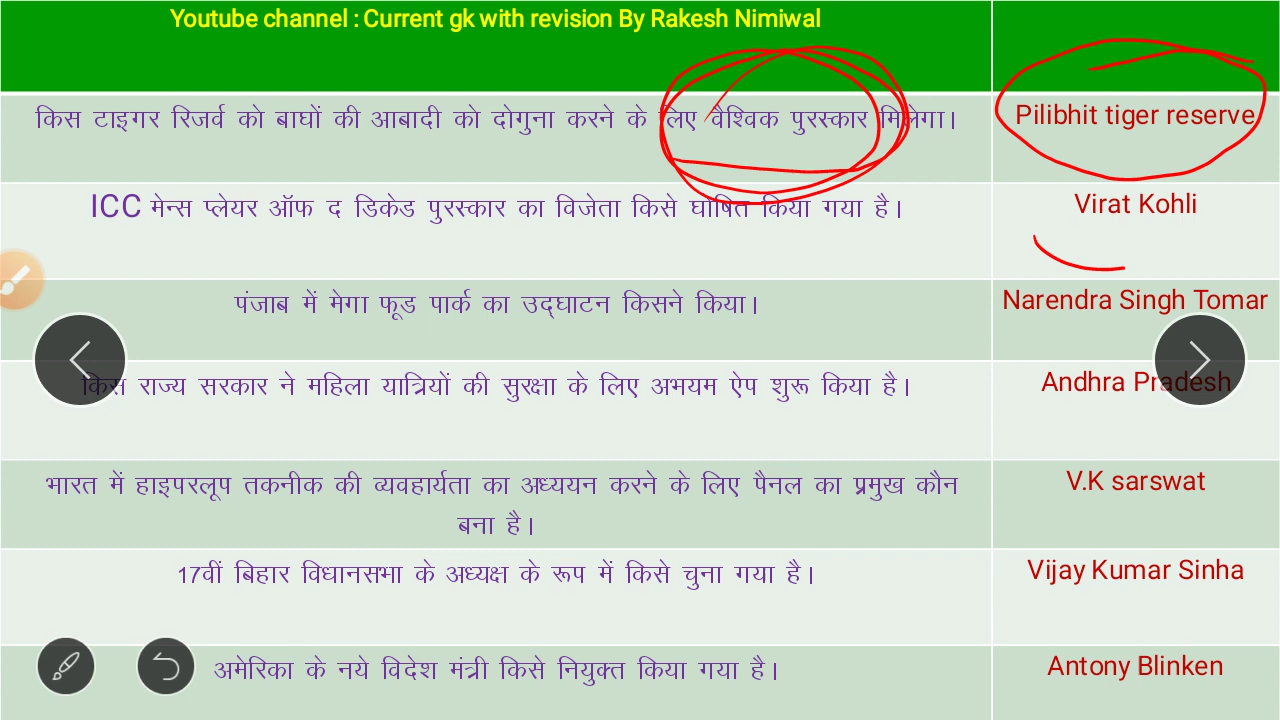 Youtube channel : Current gk with revision By Rakesh Nimiwal
किस टाइगर रिजर्व को बाघों की आबादी को दोगुना करने के लिए वैश्विक पुरस्कार मिलेगा।
Pilibhit tiger reserve
ICC मेन्स प्लेयर ऑफ द डिकेड पुरस्कार का विजेता किसे घोषित किया गया है।
Virat Kohli
पंजाब में मेगा फूड पार्क का उद्घाटन किसने किया।
Narendra Singh Tomar
किस राज्य सरकार ने महिला यात्रियों की सुरक्षा के लिए अभयम ऐप शुरू किया है।
Andhra Pradesh
भारत में हाइपरलूप तकनीक की व्यवहार्यता का अध्ययन करने के लिए पैनल का प्रमुख कौन
बना है।
V.K sarswat
17वीं बिहार विधानसभा के अध्यक्ष के रूप में किसे चुना गया है।
Vijay Kumar Sinha
अमेरिका के नये विदेश मंत्री किसे नियुक्त किया गया है।
Antony Blinken